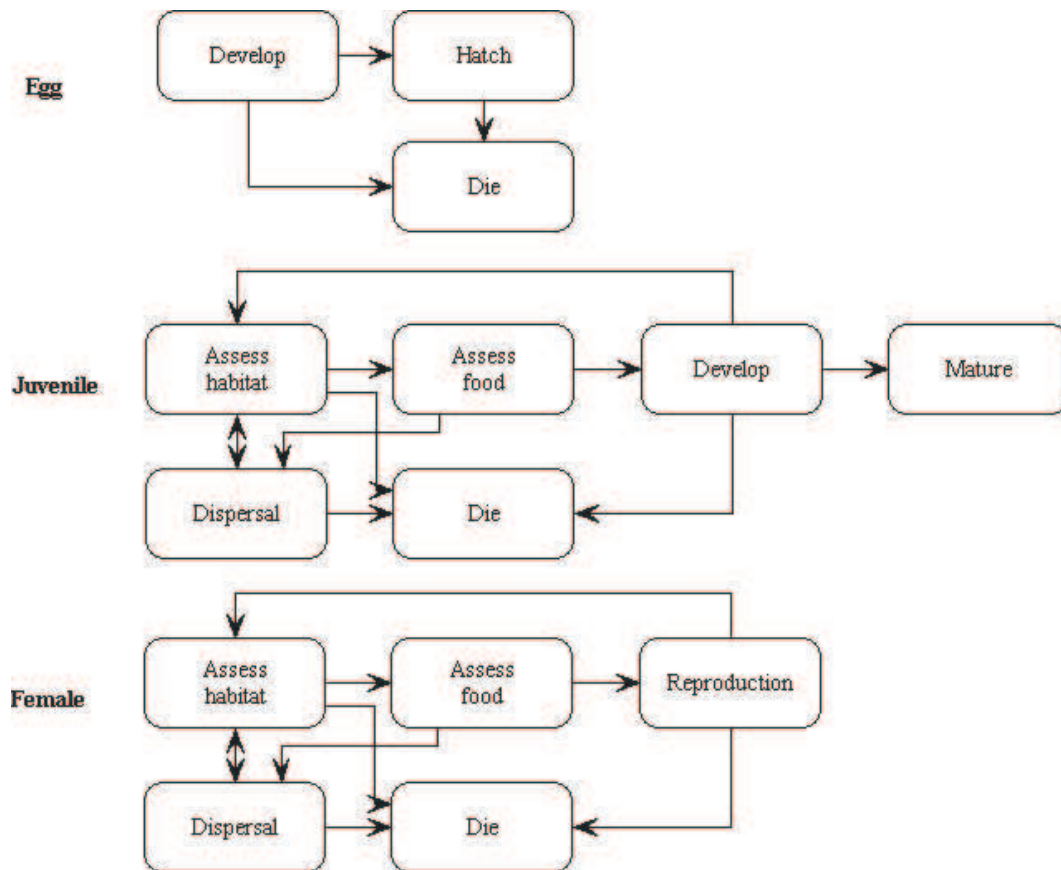 Develop
Hatch
Egg
Die
Assess
habitat
Assess
food
Develop
Mature
Juvenile
Dispersal
Die
Assess
habitat
Assess
food
Reproduction
Female
Dispersal
Die